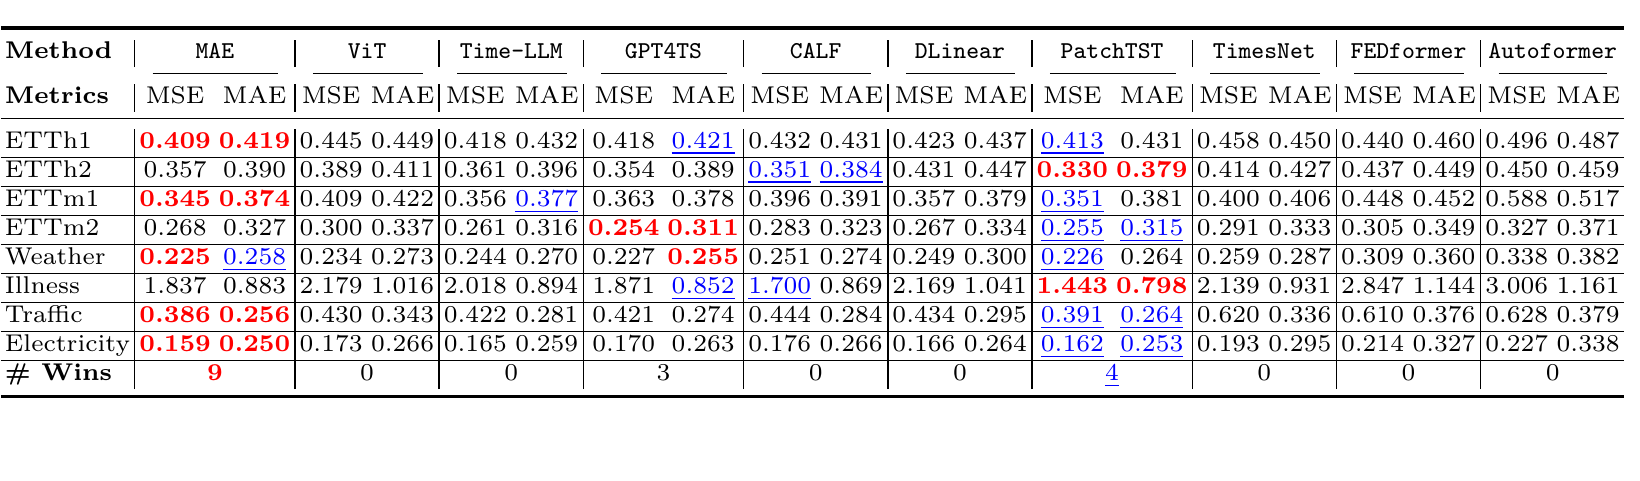 Method MAE ViT Time-LLM GPT4TS CALF DLinear PatchTST TimesNet FEDformer Autoformer
Metrics MSE MAE MSE MAE MSE MAE MSE MAE MSE MAE MSE MAE MSE MAE MSE MAE MSE MAE MSE MAE
ETTh1 0.409 0.419 0.445 0.449 0.418 0.432 0.418 0.421 0.432 0.431 0.423 0.437 0.413 0.431 0.458 0.450 0.440 0.460 0.496 0.487
ETTh2 0.357 0.390 0.389 0.411 0.361 0.396 0.354 0.389 0.351 0.384 0.431 0.447 0.330 0.379 0.414 0.427 0.437 0.449 0.450 0.459
ETTm1 0.345 0.374 0.409 0.422 0.356 0.377 0.363 0.378 0.396 0.391 0.357 0.379 0.351 0.381 0.400 0.406 0.448 0.452 0.588 0.517
ETTm2 0.268 0.327 0.300 0.337 0.261 0.316 0.254 0.311 0.283 0.323 0.267 0.334 0.255 0.315 0.291 0.333 0.305 0.349 0.327 0.371
Weather 0.225 0.258 0.234 0.273 0.244 0.270 0.227 0.255 0.251 0.274 0.249 0.300 0.226 0.264 0.259 0.287 0.309 0.360 0.338 0.382
Illness 1.837 0.883 2.179 1.016 2.018 0.894 1.871 0.852 1.700 0.869 2.169 1.041 1.443 0.798 2.139 0.931 2.847 1.144 3.006 1.161
Traffic 0.386 0.256 0.430 0.343 0.422 0.281 0.421 0.274 0.444 0.284 0.434 0.295 0.391 0.264 0.620 0.336 0.610 0.376 0.628 0.379
Electricity 0.159 0.250 0.173 0.266 0.165 0.259 0.170 0.263 0.176 0.266 0.166 0.264 0.162 0.253 0.193 0.295 0.214 0.327 0.227 0.338
# Wins 9 0 0 3 0 0 4 0 0 0